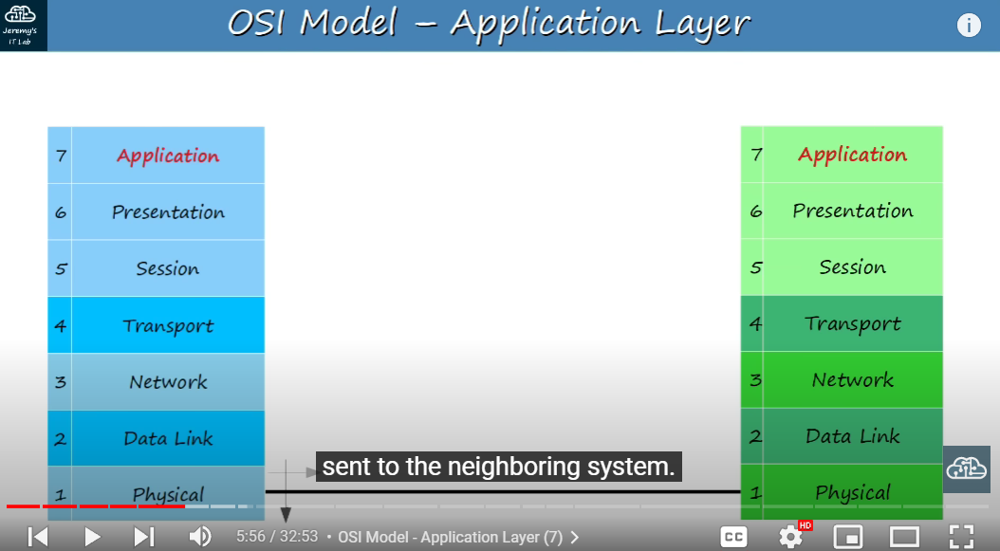 Jeremy's
IT Lab
OSI Model – Application Layer
7 Application
6 Presentation
5 Session
4 Transport
3 Network
2 Data Link
1 Physical
7 Application
6 Presentation
5 Session
4 Transport
3 Network
2 Data Link
1 Physical
sent to the neighboring system.
5:56 / 32:53 • OSI Model - Application Layer (7)
CC
HD